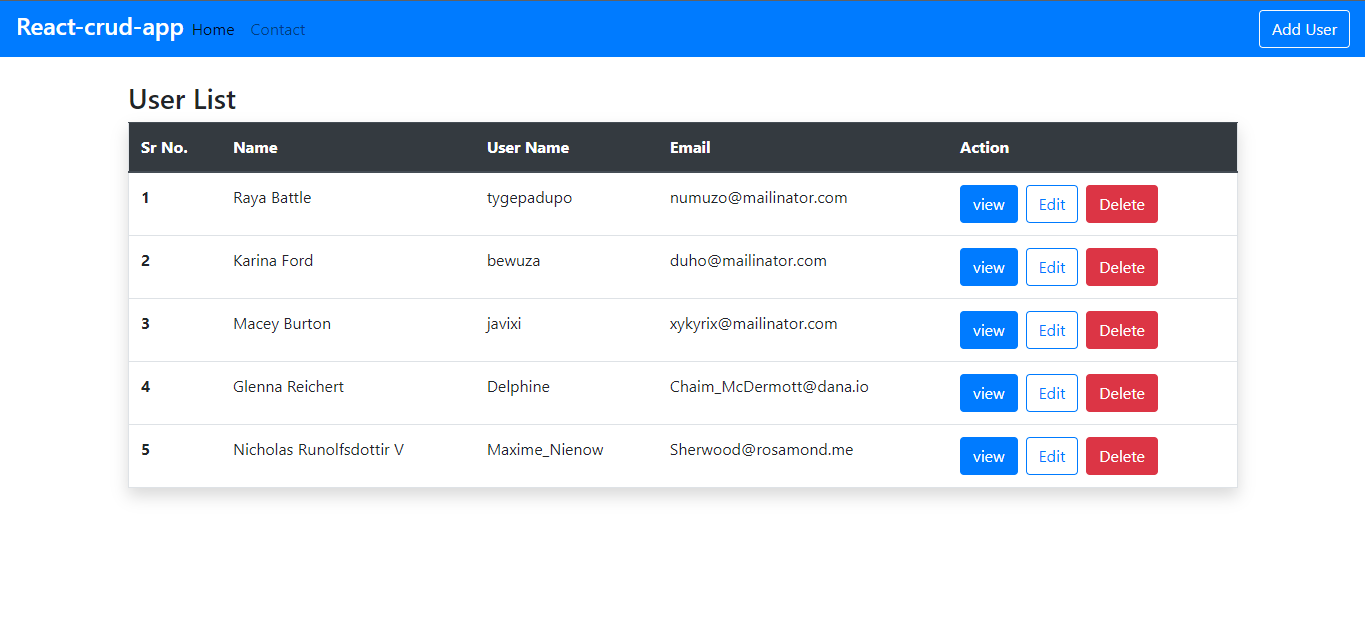 React-crud-app Home Contact Add User
User List
Sr No. Name User Name Email Action
1 Raya Battle tygepadupo numuzo@mailinator.com view Edit Delete
2 Karina Ford bewuza duho@mailinator.com view Edit Delete
3 Macey Burton javixi xykyrix@mailinator.com view Edit Delete
4 Glenna Reichert Delphine Chaim_McDermott@dana.io view Edit Delete
5 Nicholas Runolfsdottir V Maxime_Nienow Sherwood@rosamond.me view Edit Delete